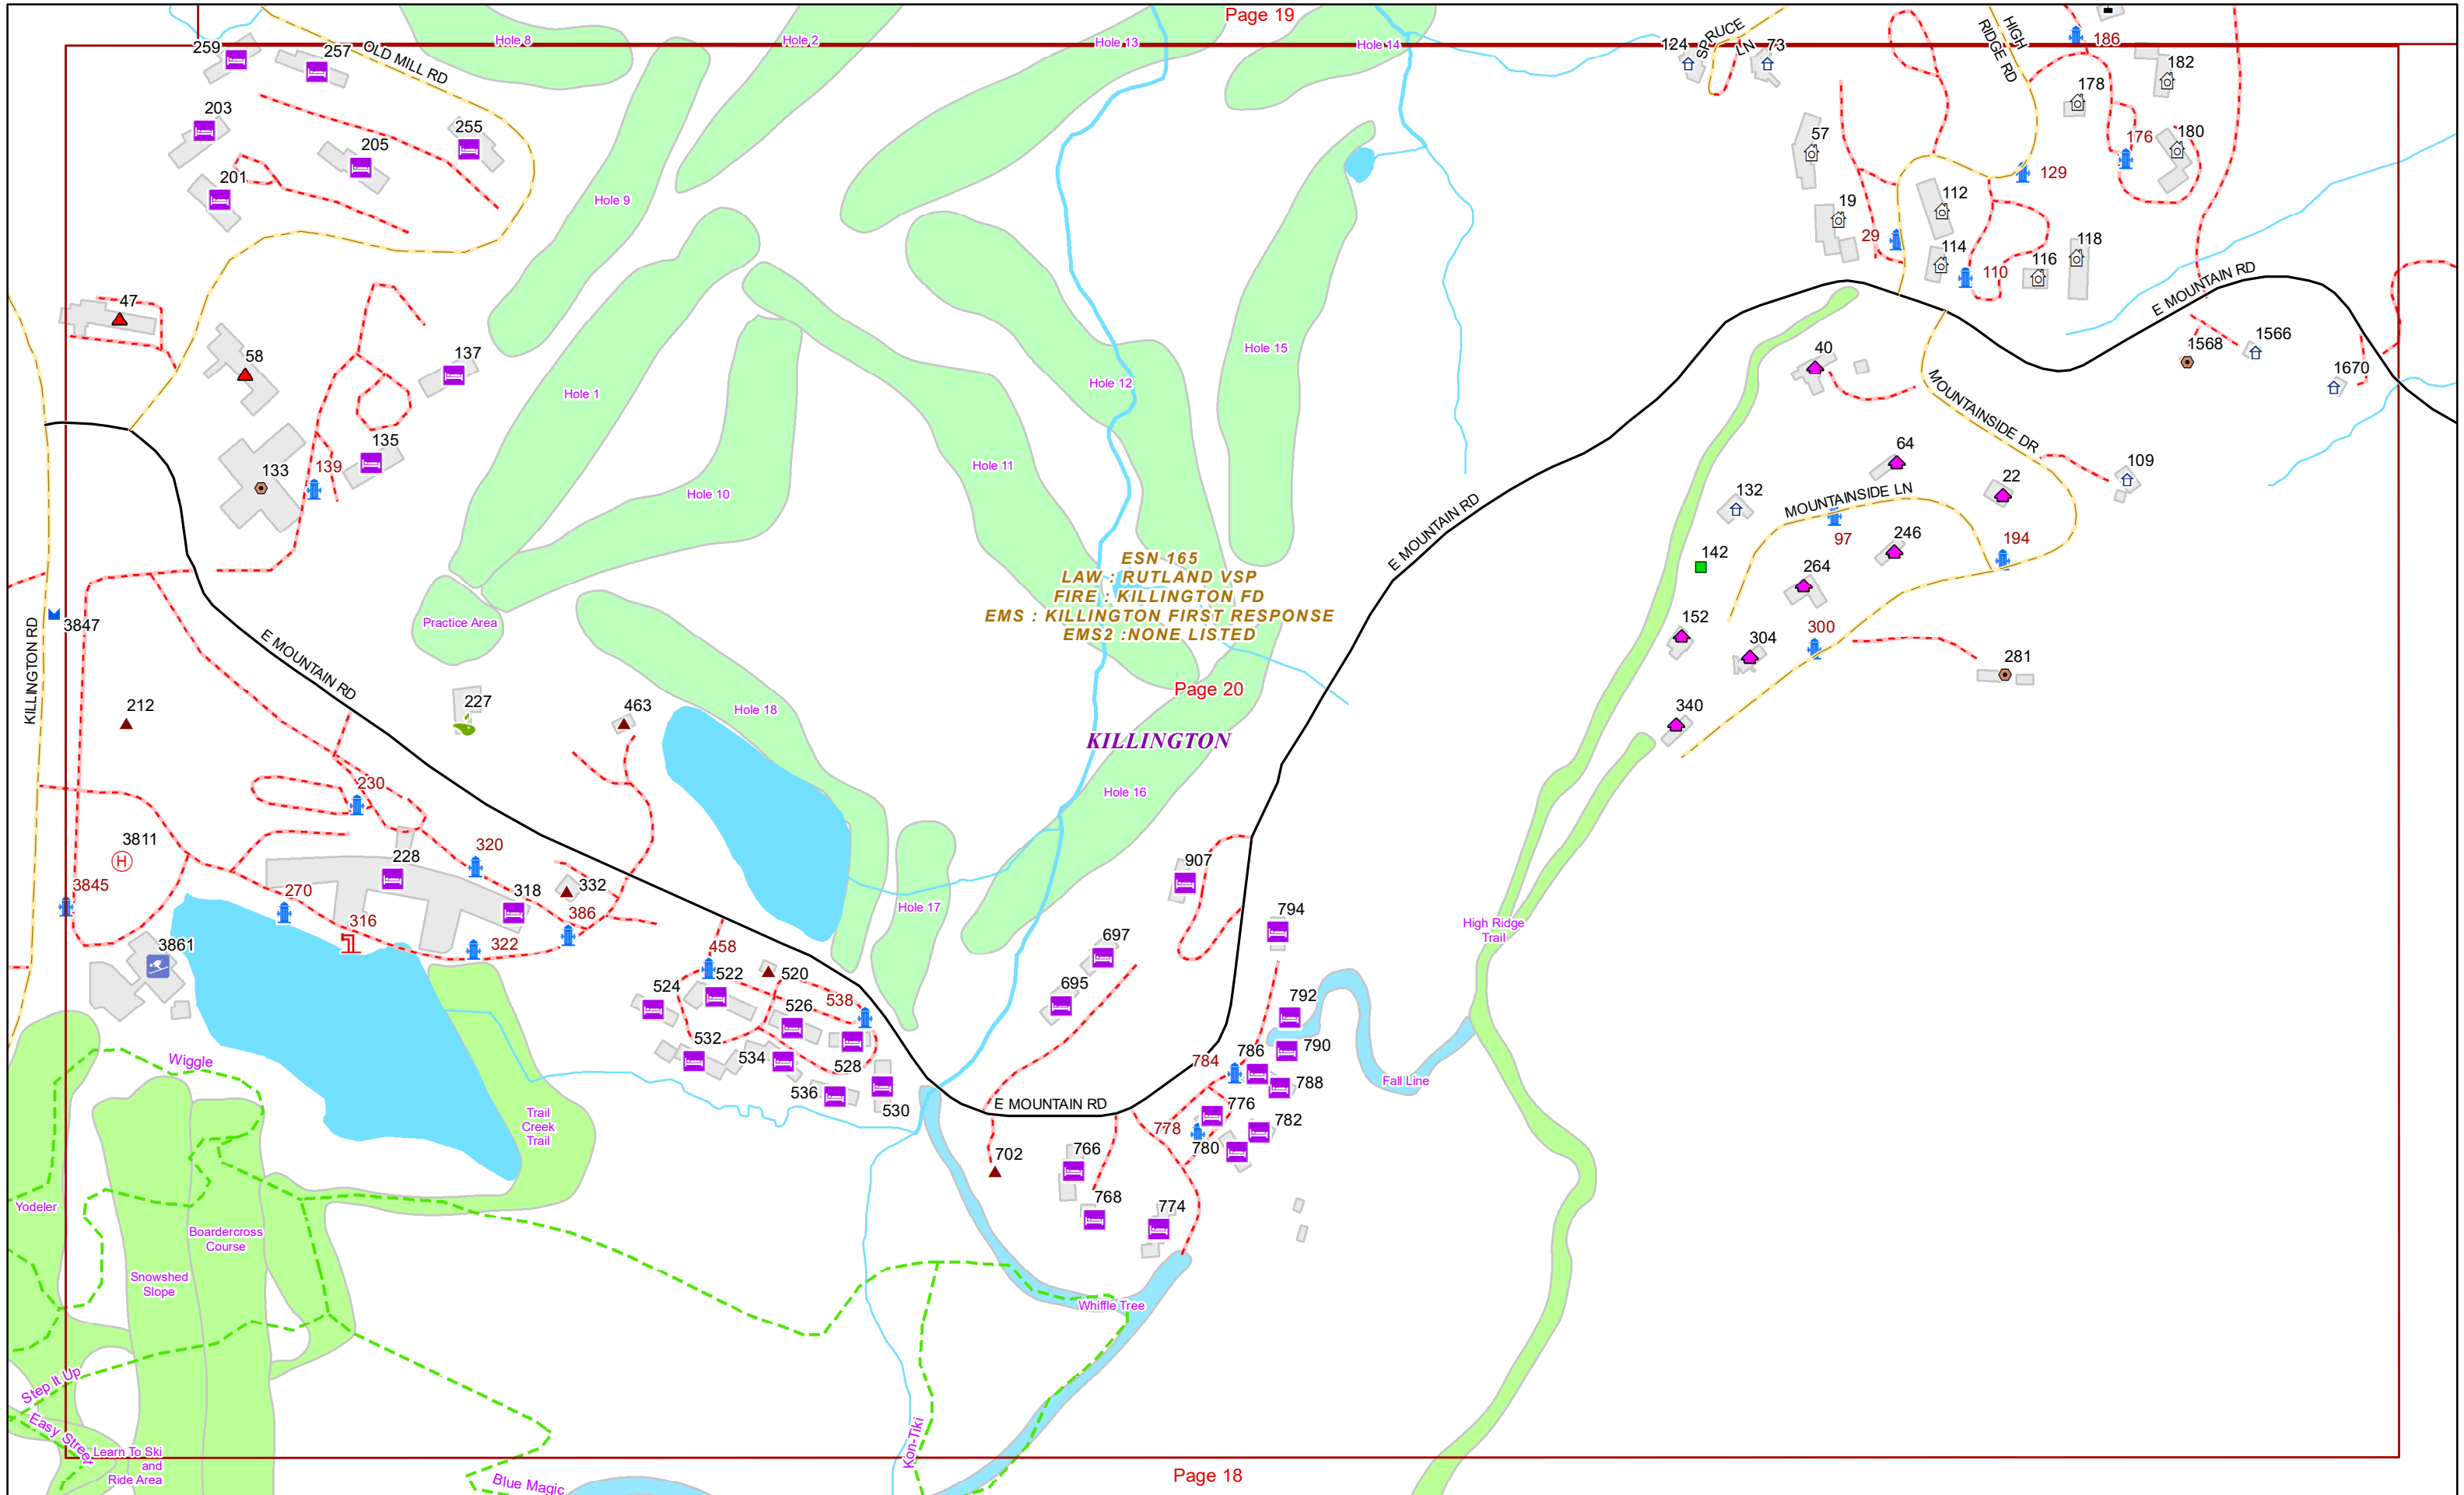 Page 19
Hole 8
Hole 2
Hole 13
Hole 14
SPRUCE
LN
HIGH
RIDGE RD
OLD MILL RD
259
257
124
73
186
182
178
203
205
255
201
57
176
180
129
112
19
29
114
110
116
118
Hole 9
47
58
137
Hole 1
Hole 12
Hole 15
E MOUNTAIN RD
1568
1566
1670
40
MOUNTAINSIDE DR
135
133
139
Hole 11
Hole 10
64
22
109
132
MOUNTAINSIDE LN
97
246
194
142
264
E MOUNTAIN RD
ESN 165
LAW : RUTLAND VSP
FIRE : KILLINGTON FD
EMS : KILLINGTON FIRST RESPONSE
EMS2 :NONE LISTED
3847
KILLINGTON RD
Practice Area
E MOUNTAIN RD
152
304
300
281
340
Page 20
KILLINGTON
212
227
463
Hole 18
230
Hole 16
3811
320
228
318
332
386
3845
270
316
322
3861
Hole 17
907
794
High Ridge
Trail
697
695
458
522
520
524
526
538
532
534
528
536
530
792
790
784
786
788
Fall Line
E MOUNTAIN RD
776
778
780
782
702
766
768
774
Wiggle
Trail
Creek
Trail
Yodeler
Boardercross
Course
Snowshed
Slope
Whiffle Tree
Step It Up
Easy Street
Learn To Ski
and
Ride Area
Kon-Tiki
Blue Magic
Page 18